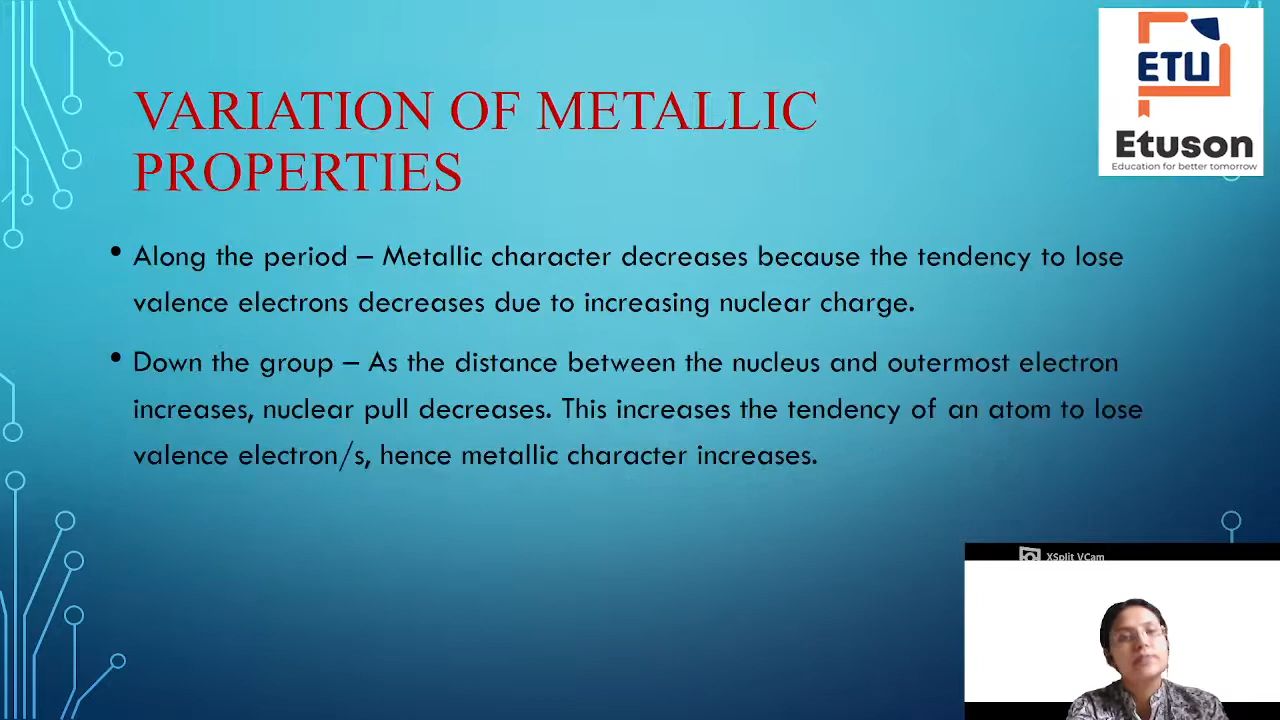 VARIATION OF METALLIC
PROPERTIES
ETU
Etuson
Education for better tomorrow
• Along the period – Metallic character decreases because the tendency to lose
valence electrons decreases due to increasing nuclear charge.
• Down the group – As the distance between the nucleus and outermost electron
increases, nuclear pull decreases. This increases the tendency of an atom to lose
valence electron/s, hence metallic character increases.
XSplit VCam